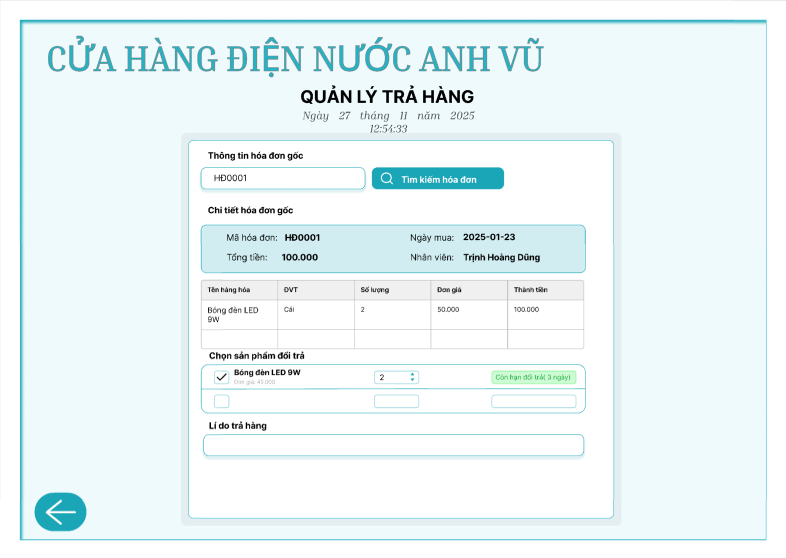 CỬA HÀNG ĐIỆN NƯỚC ANH VŨ
QUẢN LÝ TRẢ HÀNG
Ngày 27 tháng 11 năm 2025
12:54:33
Thông tin hóa đơn gốc
HĐ0001
Tìm kiếm hóa đơn
Chi tiết hóa đơn gốc
Mã hóa đơn: HĐ0001 Ngày mua: 2025-01-23
Tổng tiền: 100.000 Nhân viên: Trịnh Hoàng Dũng
Tên hàng hóa ĐVT Số lượng Đơn giá Thành tiền
Bóng đèn LED 9W Cái 2 50.000 100.000
Chọn sản phẩm đổi trả
Bóng đèn LED 9W 2 Còn hạn đổi trả( 3 ngày)
Đơn giá: 45.000
Lí do trả hàng